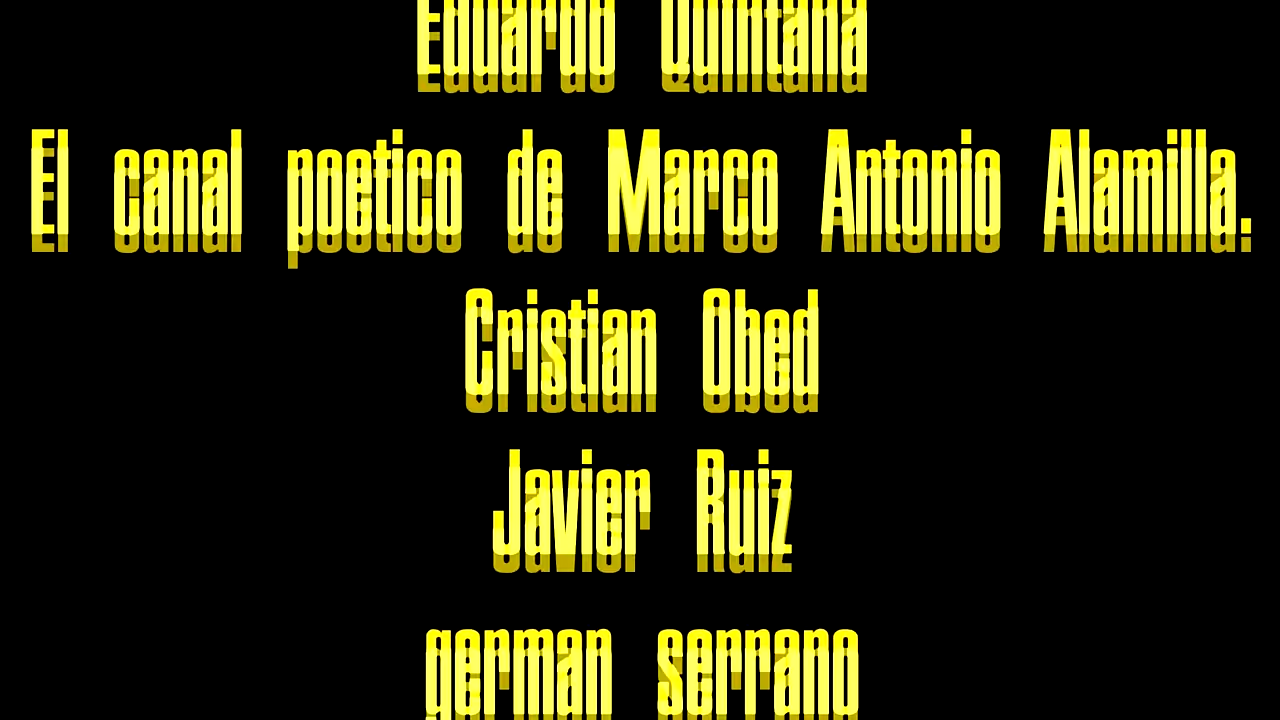 Eduardo Quintana
El canal poetico de Marco Antonio Alamilla.
Cristian Obed
Javier Ruiz
german serrano